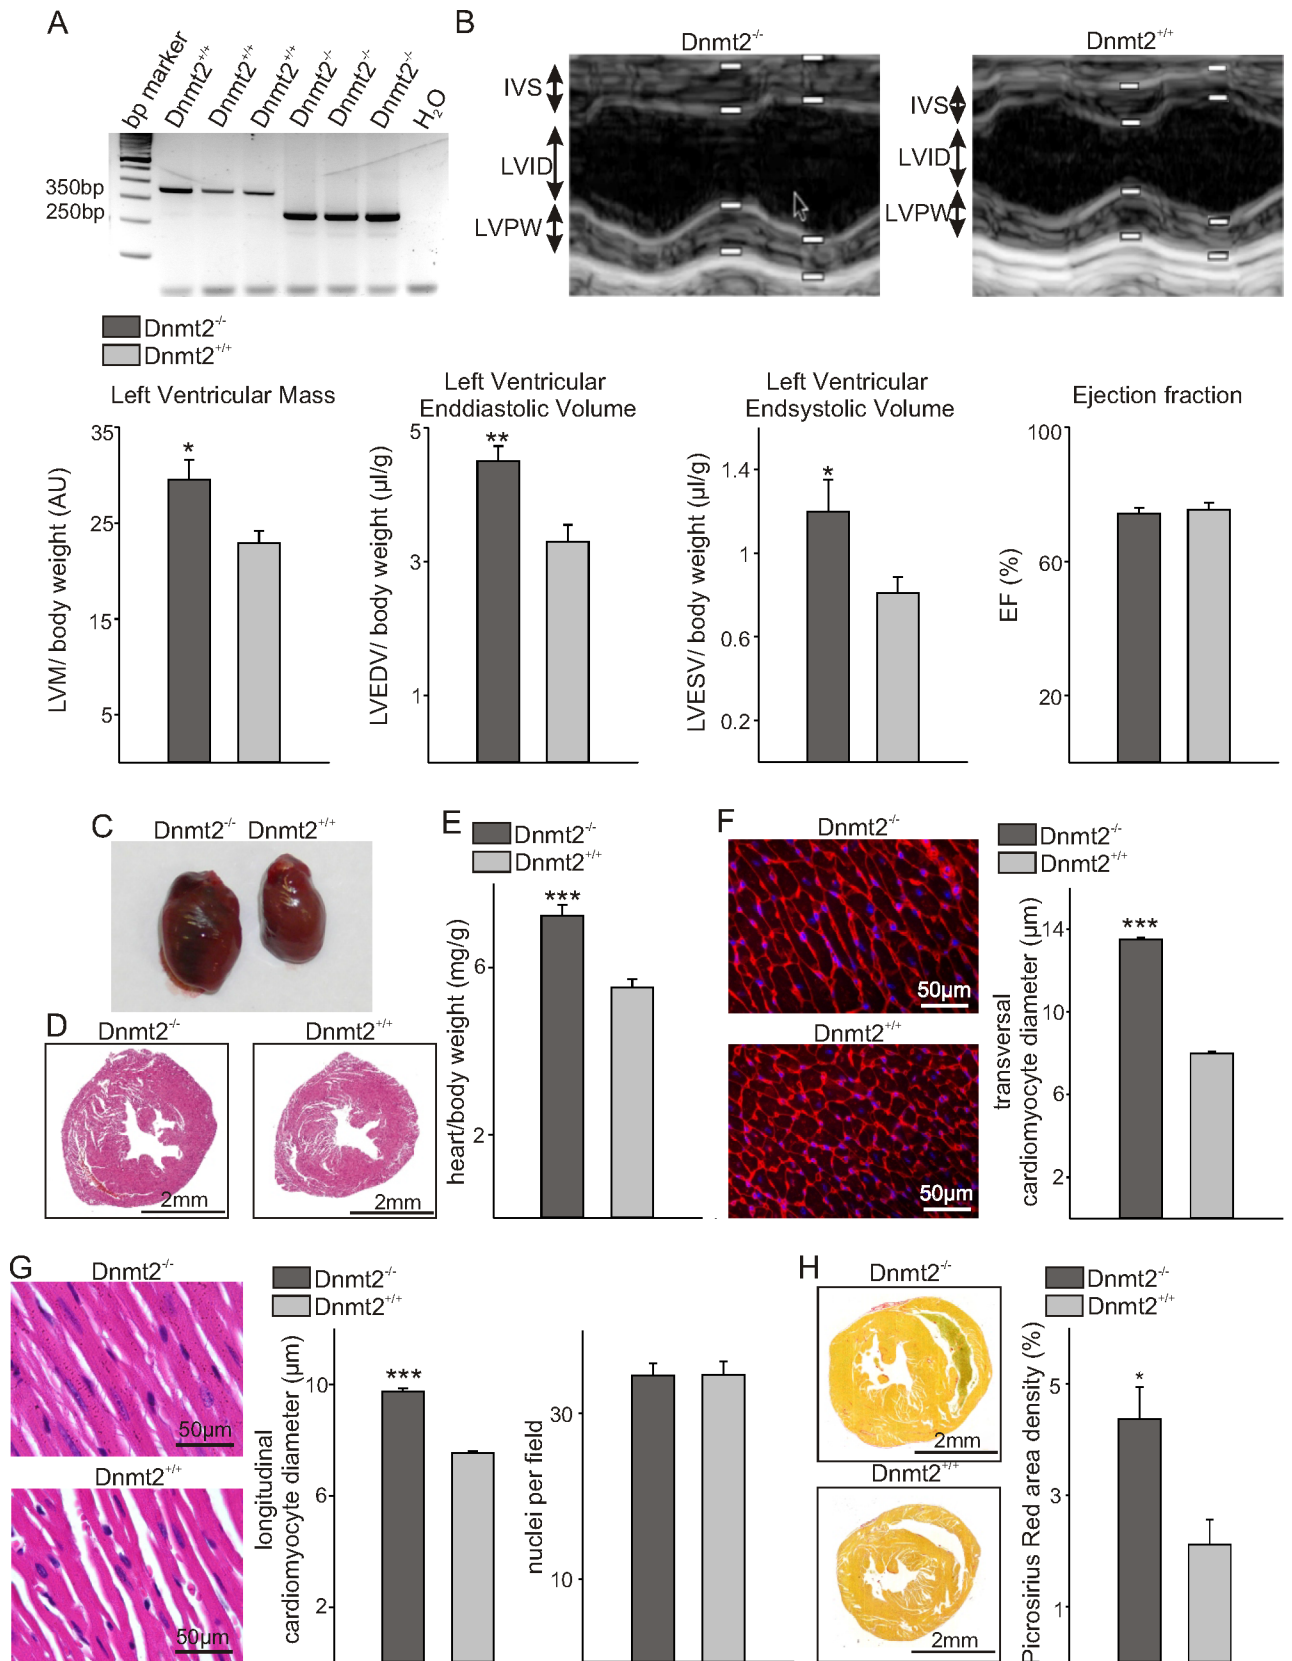 A
bp marker
Dnmt2+/+
Dnmt2+/+
Dnmt2+/+
Dnmt2-/-
Dnmt2-/-
Dnmt2-/-
H2O
350bp
250bp
B
Dnmt2-/-
Dnmt2+/+
IVS
LVID
LVPW
IVS
LVID
LVPW
Dnmt2-/-
Dnmt2+/+
Left Ventricular Mass
LVM/ body weight (AU)
35
25
15
5
*
Left Ventricular
Enddiastolic Volume
LVEDV/ body weight (µl/g)
5
3
1
**
Left Ventricular
Endsystolic Volume
LVESV/ body weight (µl/g)
1.4
1
0.6
0.2
*
Ejection fraction
EF (%)
100
60
20
C
Dnmt2-/- Dnmt2+/+
D
Dnmt2-/-
Dnmt2+/+
2mm
2mm
E
Dnmt2-/-
Dnmt2+/+
heart/body weight (mg/g)
6
2
***
F
Dnmt2-/-
50µm
Dnmt2+/+
50µm
Dnmt2-/-
Dnmt2+/+
transversal
cardiomyocyte diameter (µm)
14
10
6
2
***
G
Dnmt2-/-
50µm
Dnmt2+/+
50µm
Dnmt2-/-
Dnmt2+/+
longitudinal
cardiomyocyte diameter (µm)
10
6
2
***
nuclei per field
30
10
H
Dnmt2-/-
2mm
Dnmt2+/+
2mm
Dnmt2-/-
Dnmt2+/+
Picrosirius Red area density (%)
5
3
1
*